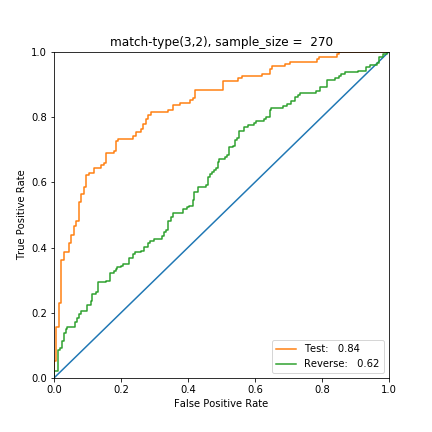 match-type(3,2), sample_size =  270
1.0
0.8
0.6
0.4
0.2
0.0
True Positive Rate
0.0 0.2 0.4 0.6 0.8 1.0
False Positive Rate
Test:   0.84
Reverse:   0.62